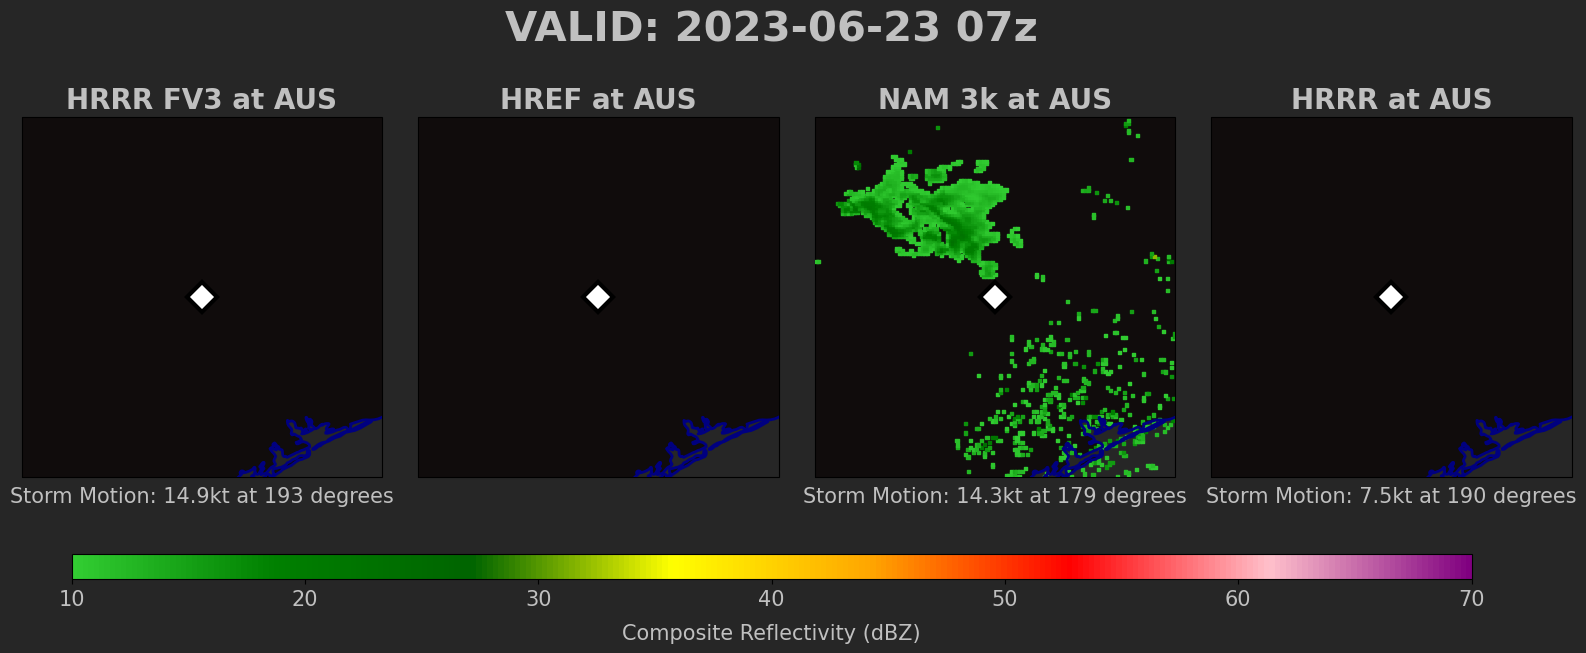 VALID: 2023-06-23 07z
HRRR FV3 at AUS
HREF at AUS
NAM 3k at AUS
HRRR at AUS
Storm Motion: 14.9kt at 193 degrees
Storm Motion: 14.3kt at 179 degrees
Storm Motion: 7.5kt at 190 degrees
10 20 30 40 50 60 70
Composite Reflectivity (dBZ)